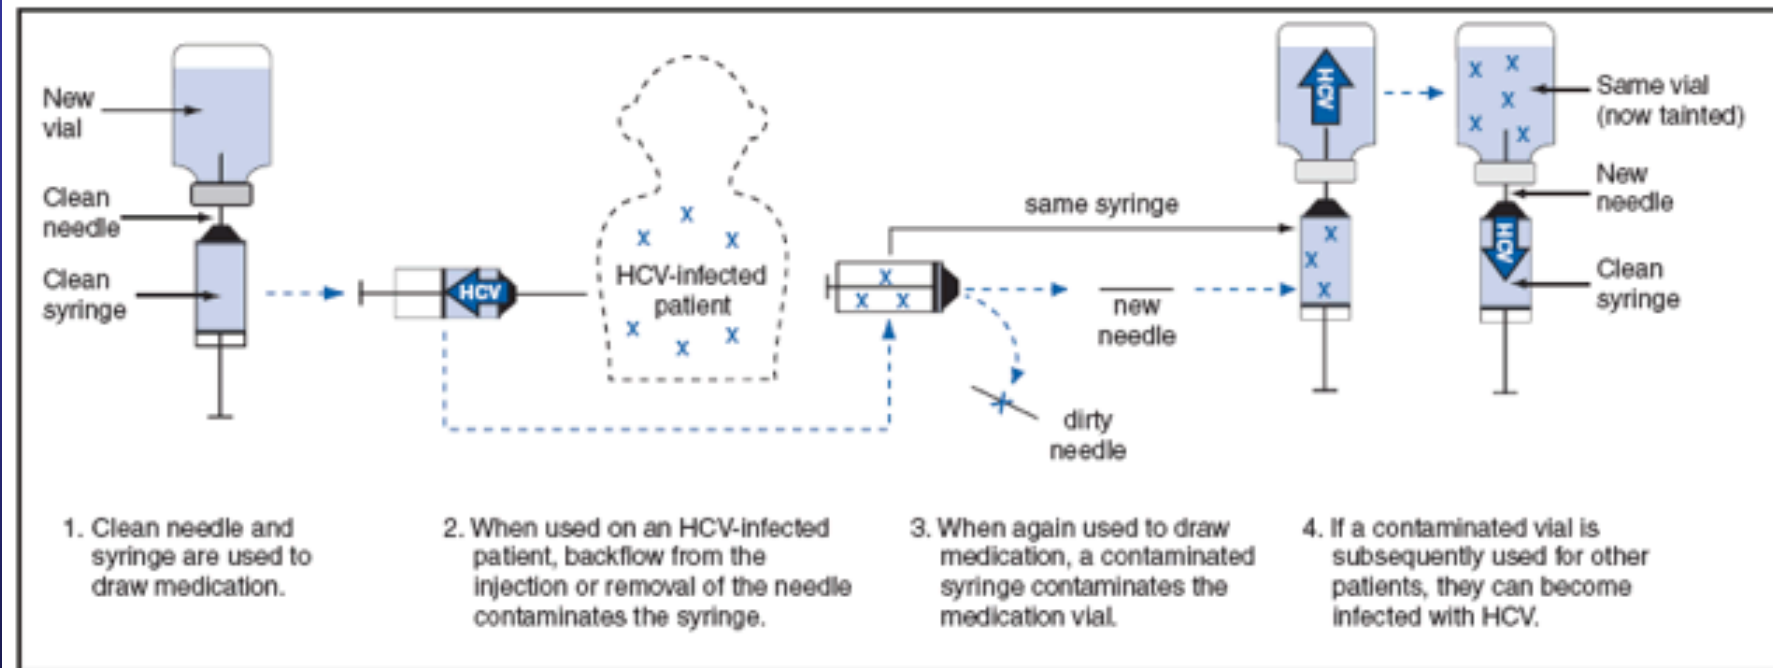 New
vial
Clean
needle
Clean
syringe
HCV
HCV-infected
patient
same syringe
new
needle
dirty
needle
HCV
HCV
Same vial
(now tainted)
New
needle
Clean
syringe
1. Clean needle and
syringe are used to
draw medication.
2. When used on an HCV-infected
patient, backflow from the
injection or removal of the needle
contaminates the syringe.
3. When again used to draw
medication, a contaminated
syringe contaminates the
medication vial.
4. If a contaminated vial is
subsequently used for other
patients, they can become
infected with HCV.